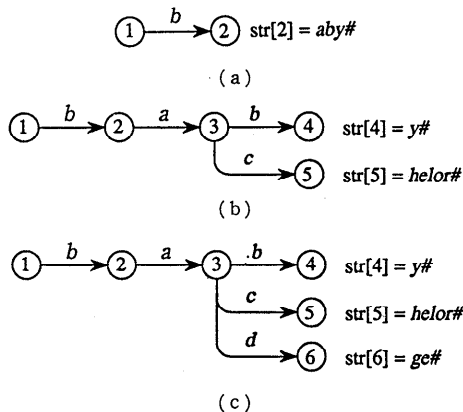 b
1 2 str[2] = aby#
(a)
b a b
1 2 3 4 str[4] = y#
c
5 str[5] = helor#
(b)
b a .b
1 2 3 4 str[4] = y#
c
5 str[5] = helor#
d
6 str[6] = ge#
(c)